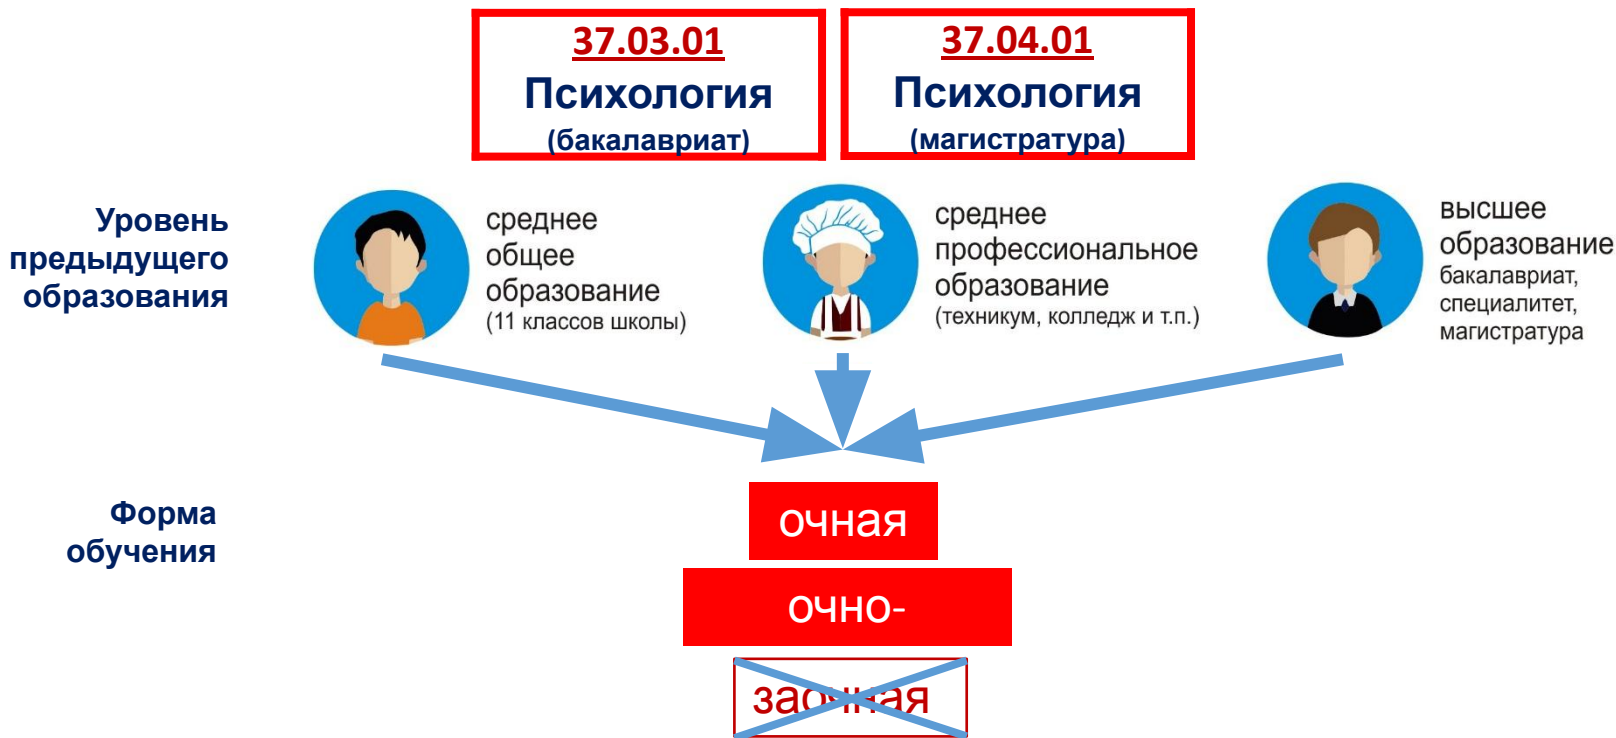 37.03.01
Психология
(бакалавриат)
37.04.01
Психология
(магистратура)
Уровень
предыдущего
образования
среднее
общее
образование
(11 классов школы)
среднее
профессиональное
образование
(техникум, колледж и т.п.)
высшее
образование
бакалавриат,
специалитет,
магистратура
Форма
обучения
очная
очно-
заочная